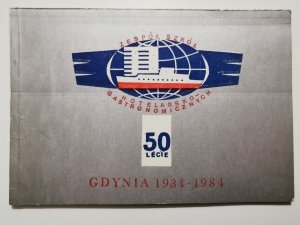 ZESPÓŁ SZKÓŁ
HOTELARSKO-
GASTRONOMICZNYCH
50
LECIE
GDYNIA 1934-1984